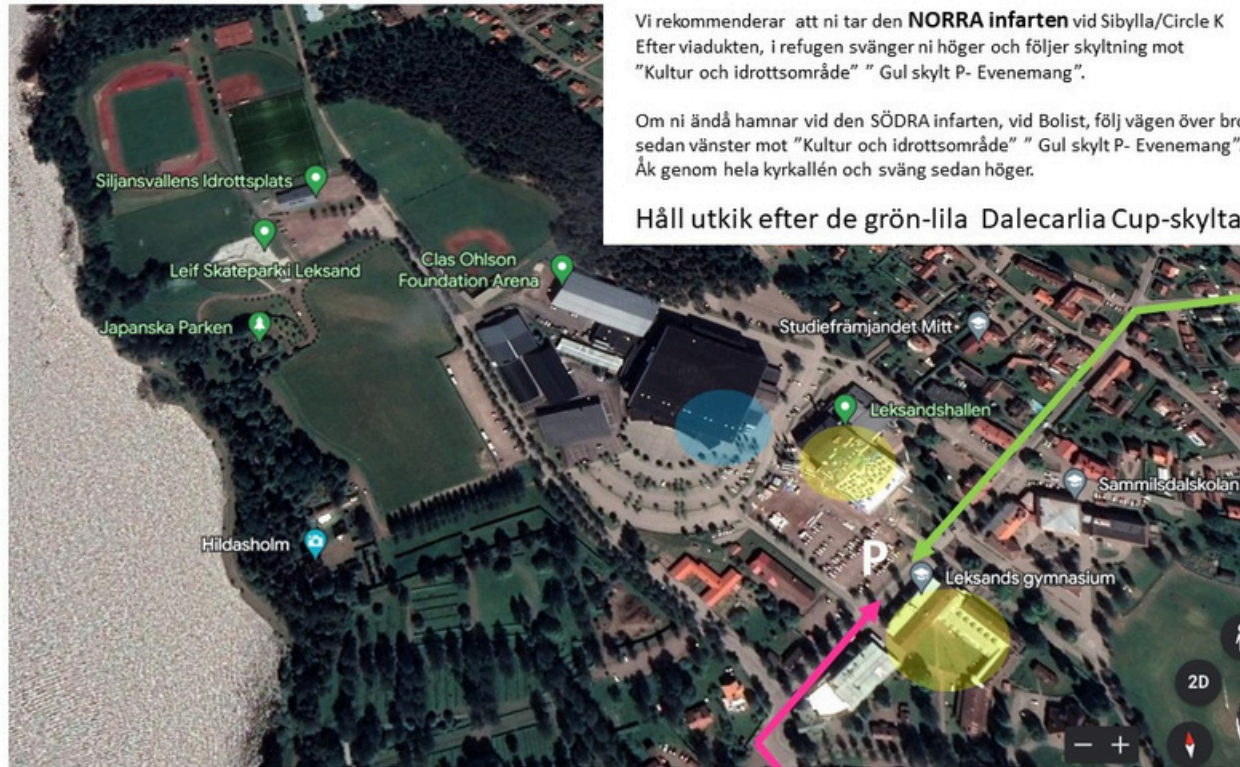 Vi rekommenderar att ni tar den NORRA infarten vid Sibylla/Circle K
Efter viadukten, i refugen svänger ni höger och följer skyltning mot
”Kultur och idrottsområde” ” Gul skylt P- Evenemang”.
Om ni ändå hamnar vid den SÖDRA infarten, vid Bolist, följ vägen över
sedan vänster mot ”Kultur och idrottsområde” ” Gul skylt P- Evenemang”.
Åk genom hela kyrkallén och sväng sedan höger.
Håll utkik efter de grön-lila Dalecarlia
Siljansvallens Idrottsplats
Leif Skatepark i Leksand
Clas Ohlson
Foundation Arena
Japanska Parken
Studiefrämjandet Mitt
Leksandshallen
Sammilsdalskolan
Hildasholm
P
Leksands gymnasium
2D
− +